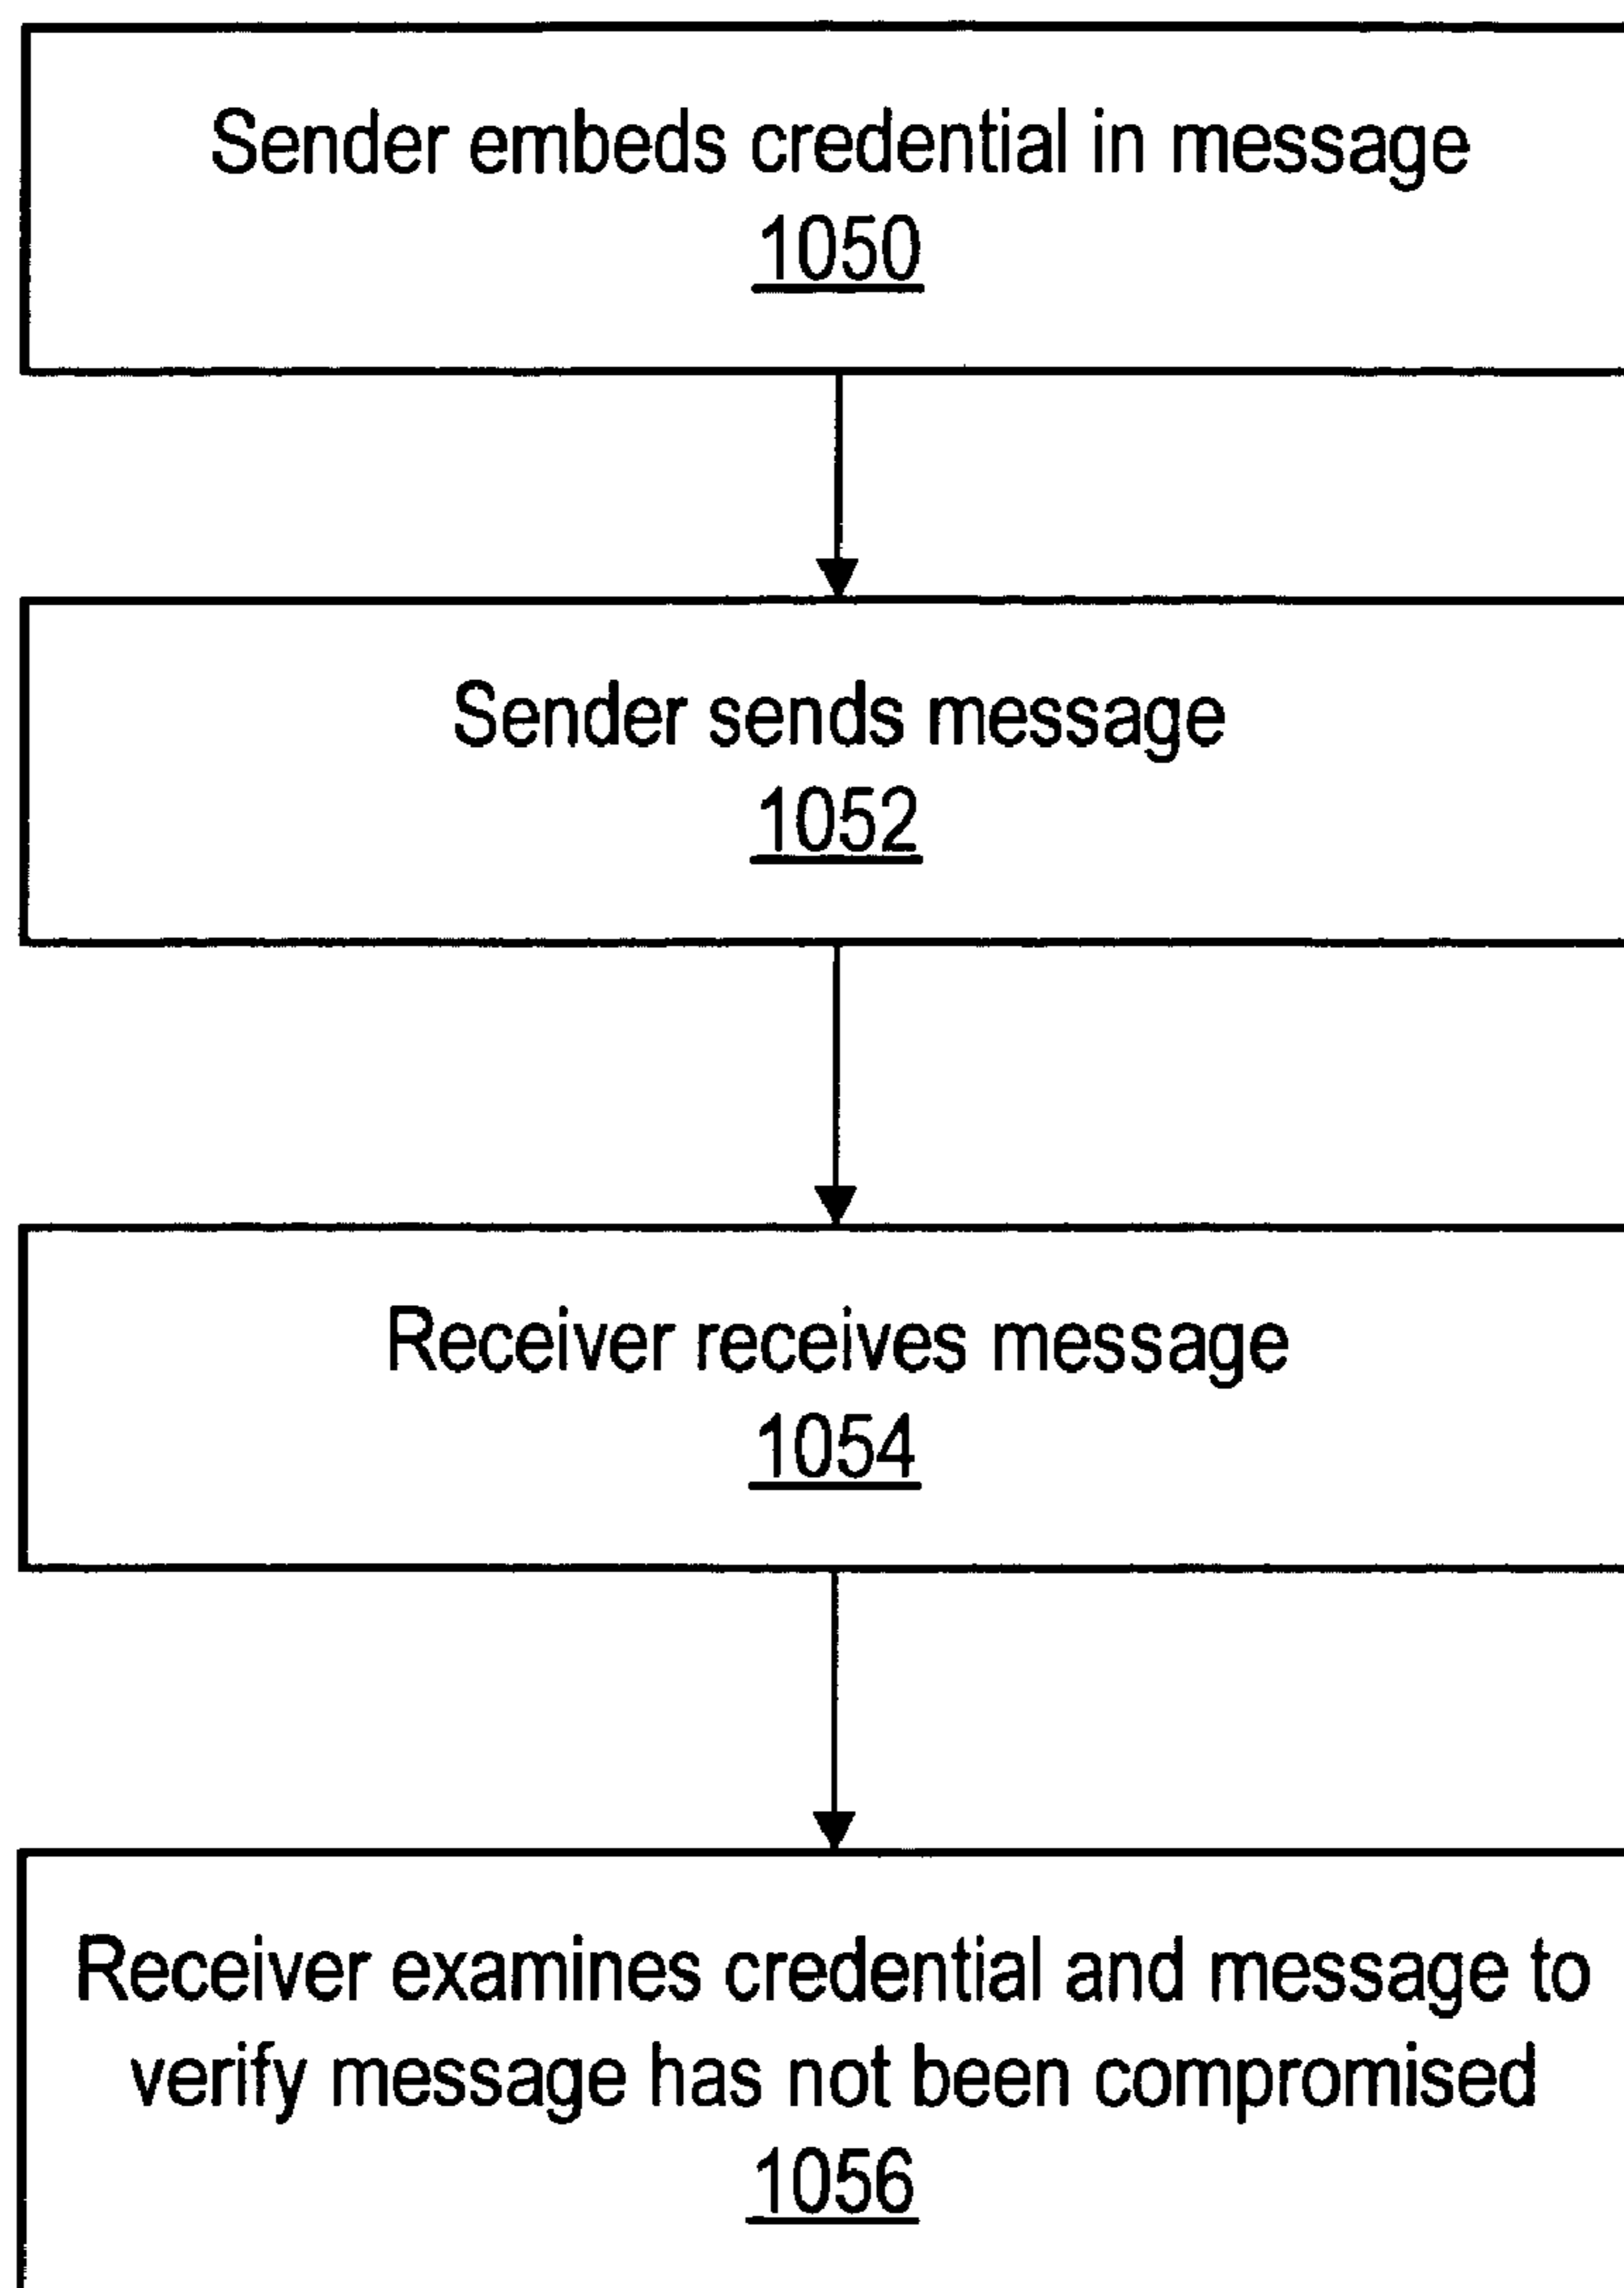 Sender embeds credential in message
1050
Sender sends message
1052
Receiver receives message
1054
Receiver examines credential and message to
verify message has not been compromised
1056